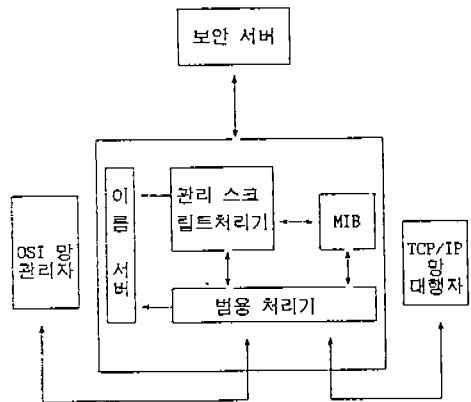 보안 서버
이름 서버
관리 스크
립트처리기
MIB
OSI 망
관리자
TCP/IP
망
대행자
범용 처리기